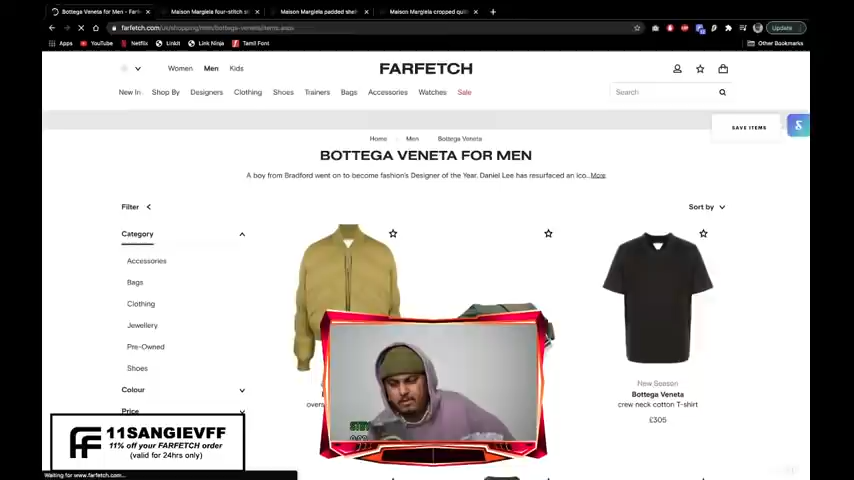 Bottega Veneta for Men - Farf
Maison Margiela four-stitch s
Maison Margiela padded shel
Maison Margiela cropped quil
farfetch.com/uk/shopping/men/bottega-veneta/items.aspx
Update
Apps
YouTube
Netflix
Linkit
Link Ninja
Tamil Font
Other Bookmarks
Women
Men
Kids
FARFETCH
New In
Shop By
Designers
Clothing
Shoes
Trainers
Bags
Accessories
Watches
Sale
Search
SAVE ITEMS
Home
Men
Bottega Veneta
BOTTEGA VENETA FOR MEN
A boy from Bradford went on to become fashion's Designer of the Year. Daniel Lee has resurfaced an ico...More
Filter
Sort by
Category
Accessories
Bags
Clothing
Jewellery
Pre-Owned
Shoes
Colour
Price
New Season
Bottega Veneta
crew neck cotton T-shirt
£305
11SANGIEVFF
11% off your FARFETCH order
(valid for 24hrs only)
Waiting for www.farfetch.com...